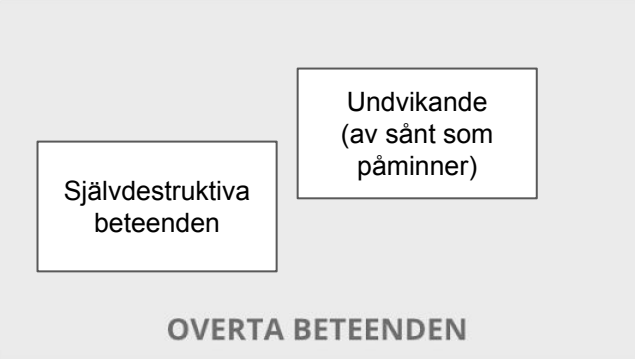 Undvikande
(av sånt som
påminner)
Självdestruktiva
beteenden
OVERTA BETEENDEN